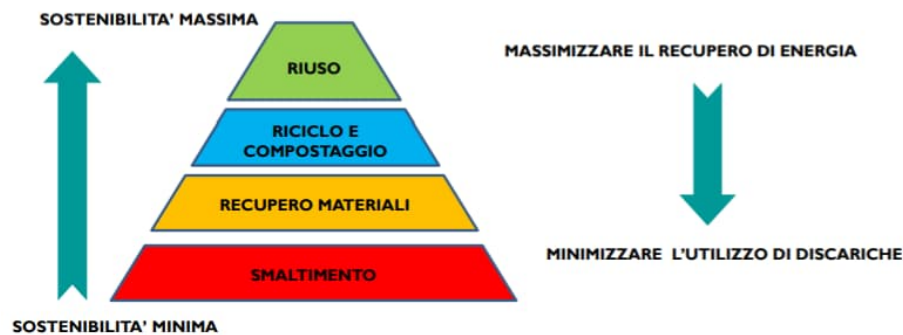 SOSTENIBILITA' MASSIMA
RIUSO
RICICLO E
COMPOSTAGGIO
RECUPERO MATERIALI
SMALTIMENTO
SOSTENIBILITA' MINIMA
MASSIMIZZARE IL RECUPERO DI ENERGIA
MINIMIZZARE L'UTILIZZO DI DISCARICHE